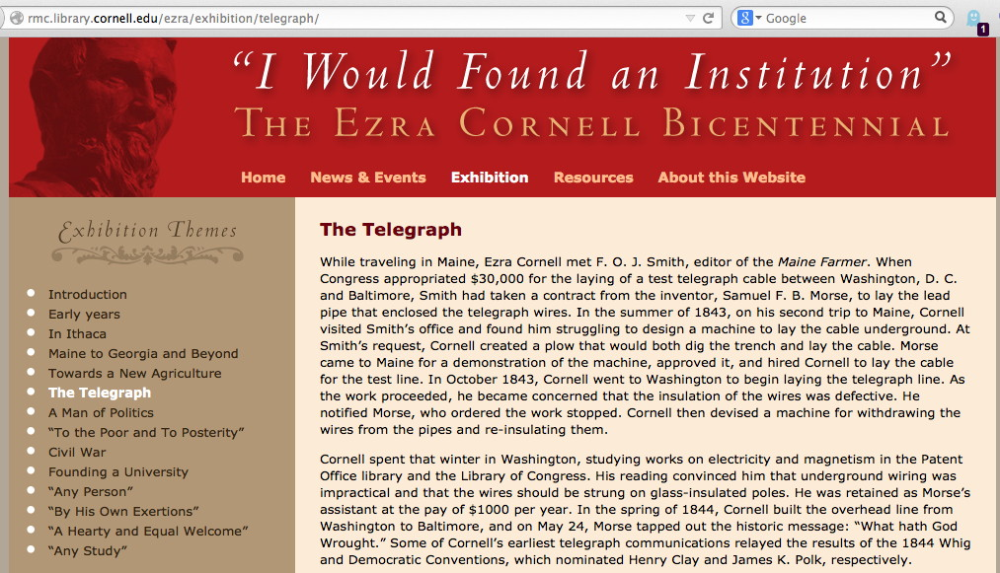 rmc.library.cornell.edu/ezra/exhibition/telegraph/
Google
1
“I Would Found an Institution”
The Ezra Cornell Bicentennial
Home News & Events Exhibition Resources About this Website
Exhibition Themes
Introduction
Early years
In Ithaca
Maine to Georgia and Beyond
Towards a New Agriculture
The Telegraph
A Man of Politics
“To the Poor and To Posterity”
Civil War
Founding a University
“Any Person”
“By His Own Exertions”
“A Hearty and Equal Welcome”
“Any Study”
The Telegraph
While traveling in Maine, Ezra Cornell met F. O. J. Smith, editor of the Maine Farmer. When
Congress appropriated $30,000 for the laying of a test telegraph cable between Washington, D. C.
and Baltimore, Smith had taken a contract from the inventor, Samuel F. B. Morse, to lay the lead
pipe that enclosed the telegraph wires. In the summer of 1843, on his second trip to Maine, Cornell
visited Smith’s office and found him struggling to design a machine to lay the cable underground. At
Smith’s request, Cornell created a plow that would both dig the trench and lay the cable. Morse
came to Maine for a demonstration of the machine, approved it, and hired Cornell to lay the cable
for the test line. In October 1843, Cornell went to Washington to begin laying the telegraph line. As
the work proceeded, he became concerned that the insulation of the wires was defective. He
notified Morse, who ordered the work stopped. Cornell then devised a machine for withdrawing the
wires from the pipes and re-insulating them.
Cornell spent that winter in Washington, studying works on electricity and magnetism in the Patent
Office library and the Library of Congress. His reading convinced him that underground wiring was
impractical and that the wires should be strung on glass-insulated poles. He was retained as Morse’s
assistant at the pay of $1000 per year. In the spring of 1844, Cornell built the overhead line from
Washington to Baltimore, and on May 24, Morse tapped out the historic message: “What hath God
Wrought.” Some of Cornell’s earliest telegraph communications relayed the results of the 1844 Whig
and Democratic Conventions, which nominated Henry Clay and James K. Polk, respectively.